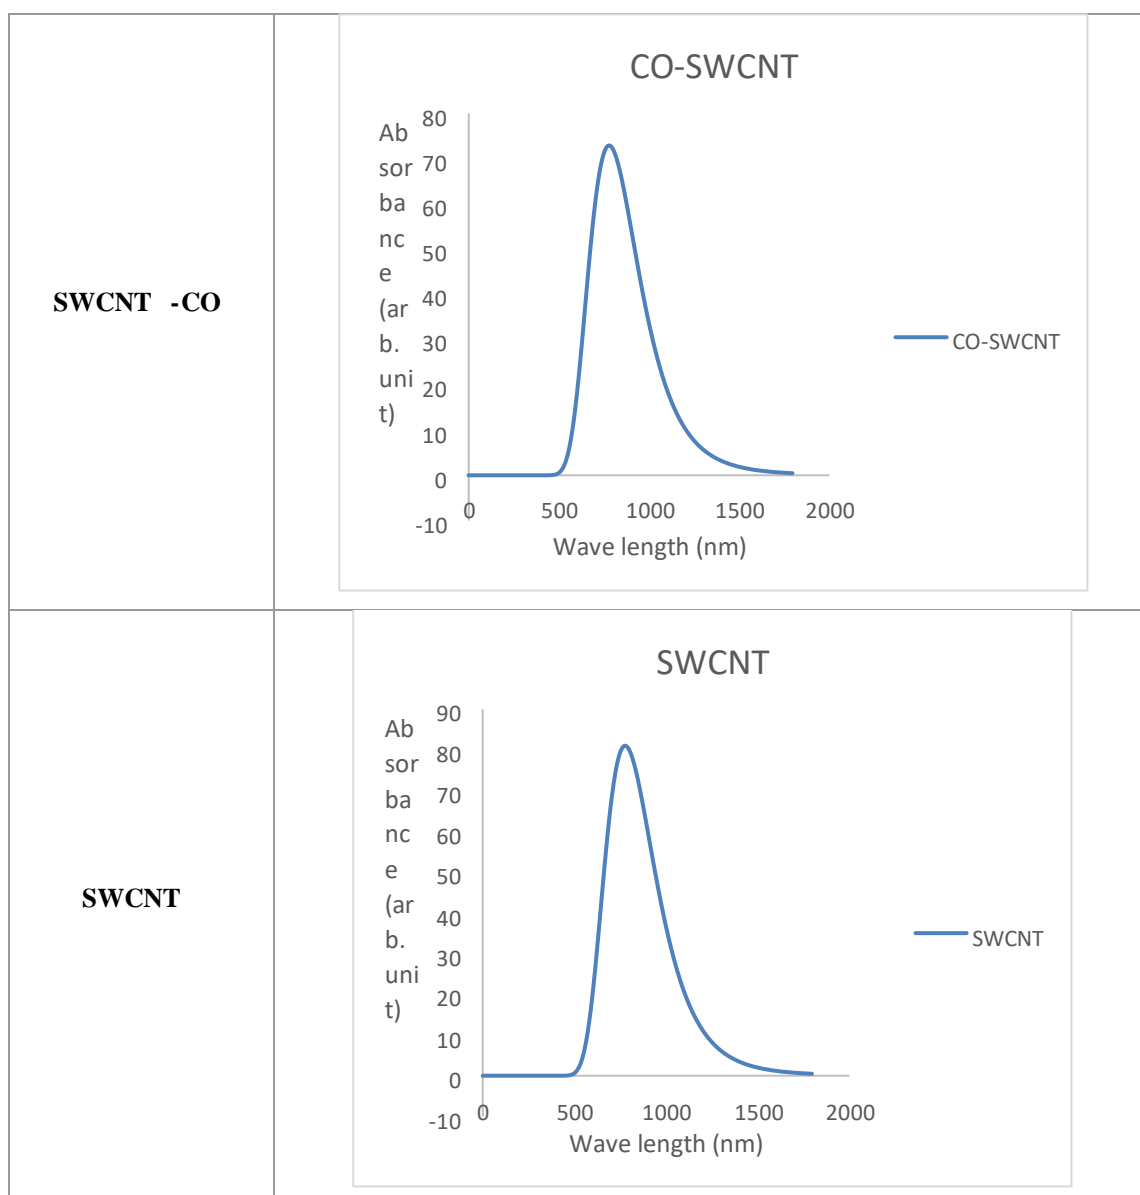 SWCNT -CO
CO-SWCNT
Ab
sor
ba
nc
e
(ar
b.
uni
t)
80
70
60
50
40
30
20
10
0
-10
0 500 1000 1500 2000
Wave length (nm)
CO-SWCNT
SWCNT
SWCNT
Ab
sor
ba
nc
e
(ar
b.
uni
t)
90
80
70
60
50
40
30
20
10
0
-10
0 500 1000 1500 2000
Wave length (nm)
SWCNT